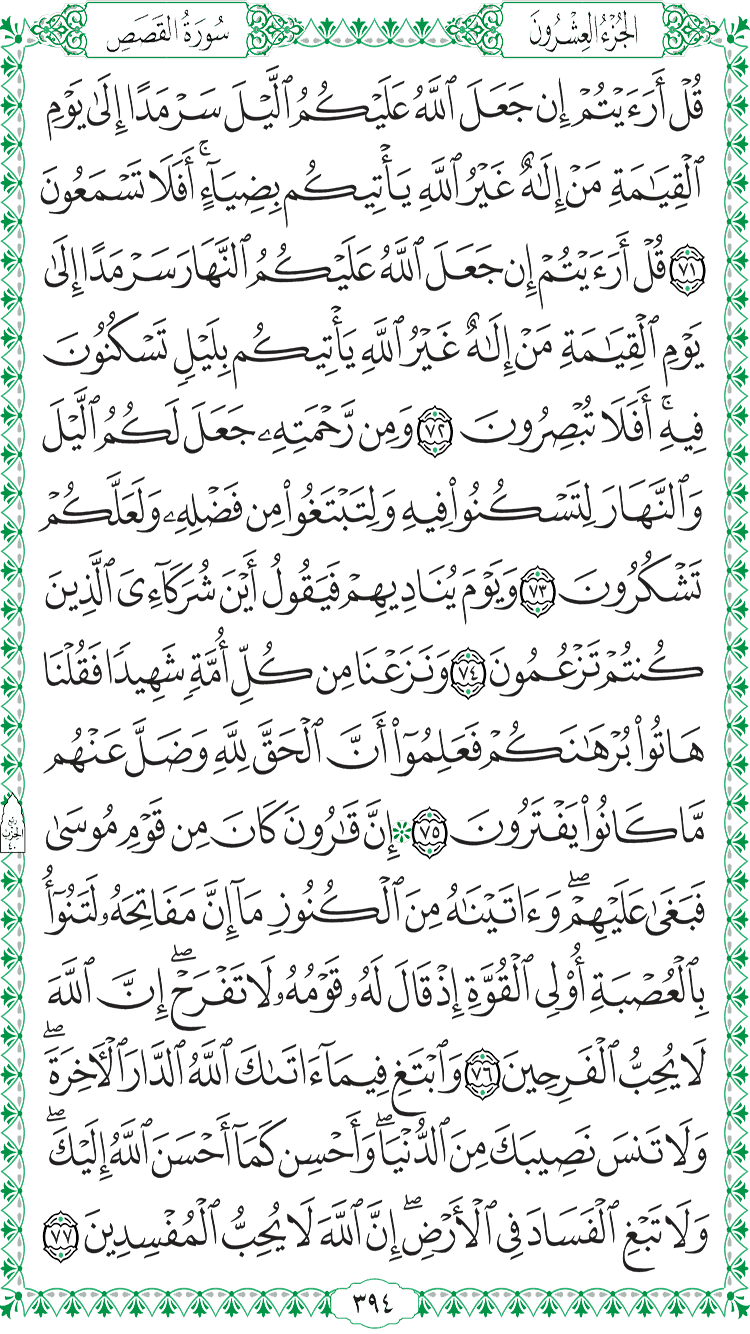 الجُزْءُ العِشْرُونَ
سُورَةُ القَصَصِ
قُلْ أَرَءَيْتُمْ إِن جَعَلَ ٱللَّهُ عَلَيْكُمُ ٱلَّيْلَ سَرْمَدًا إِلَىٰ يَوْمِ
ٱلْقِيَٰمَةِ مَنْ إِلَٰهٌ غَيْرُ ٱللَّهِ يَأْتِيكُم بِضِيَآءٍ ۚ أَفَلَا تَسْمَعُونَ
٧١ قُلْ أَرَءَيْتُمْ إِن جَعَلَ ٱللَّهُ عَلَيْكُمُ ٱلنَّهَارَ سَرْمَدًا إِلَىٰ
يَوْمِ ٱلْقِيَٰمَةِ مَنْ إِلَٰهٌ غَيْرُ ٱللَّهِ يَأْتِيكُم بِلَيْلٍ تَسْكُنُونَ
فِيهِ ۚ أَفَلَا تُبْصِرُونَ ٧٢ وَمِن رَّحْمَتِهِۦ جَعَلَ لَكُمُ ٱلَّيْلَ
وَٱلنَّهَارَ لِتَسْكُنُوا۟ فِيهِ وَلِتَبْتَغُوا۟ مِن فَضْلِهِۦ وَلَعَلَّكُمْ
تَشْكُرُونَ ٧٣ وَيَوْمَ يُنَادِيهِمْ فَيَقُولُ أَيْنَ شُرَكَآءِىَ ٱلَّذِينَ
كُنتُمْ تَزْعُمُونَ ٧٤ وَنَزَعْنَا مِن كُلِّ أُمَّةٍ شَهِيدًا فَقُلْنَا
هَاتُوا۟ بُرْهَٰنَكُمْ فَعَلِمُوٓا۟ أَنَّ ٱلْحَقَّ لِلَّهِ وَضَلَّ عَنْهُم
مَّا كَانُوا۟ يَفْتَرُونَ ٧٥ ۞ إِنَّ قَٰرُونَ كَانَ مِن قَوْمِ مُوسَىٰ
ربع
الحزب
٤٠
فَبَغَىٰ عَلَيْهِمْ ۖ وَءَاتَيْنَٰهُ مِنَ ٱلْكُنُوزِ مَآ إِنَّ مَفَاتِحَهُۥ لَتَنُوٓأُ
بِٱلْعُصْبَةِ أُو۟لِى ٱلْقُوَّةِ إِذْ قَالَ لَهُۥ قَوْمُهُۥ لَا تَفْرَحْ ۖ إِنَّ ٱللَّهَ
لَا يُحِبُّ ٱلْفَرِحِينَ ٧٦ وَٱبْتَغِ فِيمَآ ءَاتَىٰكَ ٱللَّهُ ٱلدَّارَ ٱلْءَاخِرَةَ ۖ
وَلَا تَنسَ نَصِيبَكَ مِنَ ٱلدُّنْيَا ۖ وَأَحْسِن كَمَآ أَحْسَنَ ٱللَّهُ إِلَيْكَ ۖ
وَلَا تَبْغِ ٱلْفَسَادَ فِى ٱلْأَرْضِ ۖ إِنَّ ٱللَّهَ لَا يُحِبُّ ٱلْمُفْسِدِينَ ٧٧
٣٩٤